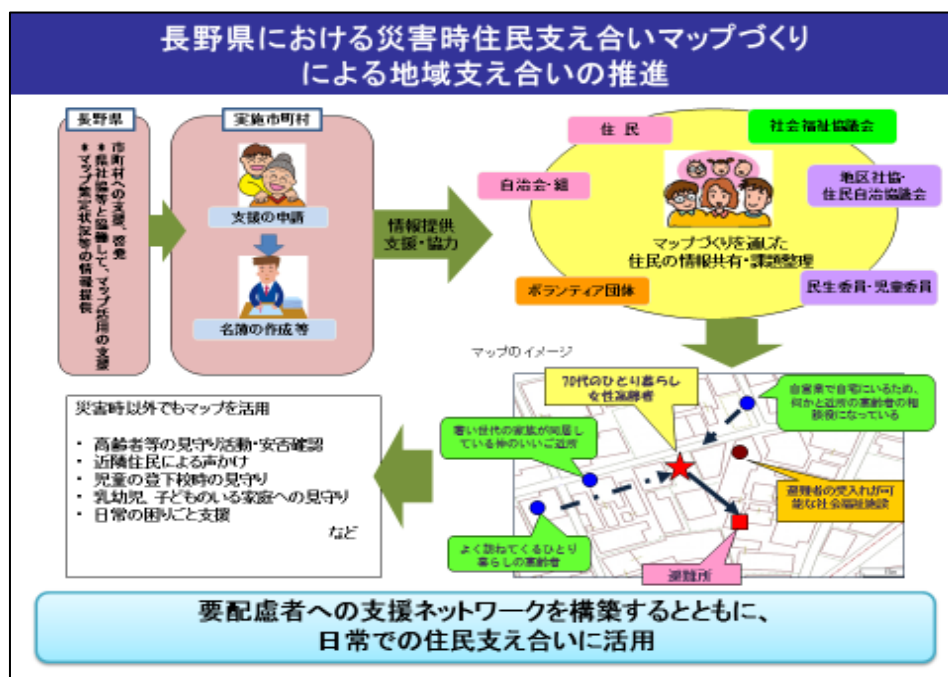 長野県における災害時住民支え合いマップづくり
による地域支え合いの推進
長野県
市町村への支援、啓発
*県社協等と協働して、マップ活用の支援
*マップ策定状況等の情報提供
実施市町村
支援の申請
名簿の作成等
情報提供
支援・協力
住 民
社会福祉協議会
自治会・組
地区社協・
住民自治協議会
マップづくりを通した
住民の情報共有・課題整理
ボランティア団体
民生委員・児童委員
マップのイメージ
70代のひとり暮らし
女性高齢者
自営業で自宅にいるため、
何かと近所の高齢者の相
談役になっている
若い世代の家族が同居し
ている仲のいいご近所
避難者の受入れが可
能な社会福祉施設
よく訪ねてくるひとり
暮らしの高齢者
避難所
災害時以外でもマップを活用
・ 高齢者等の見守り活動・安否確認
・ 近隣住民による声かけ
・ 児童の登下校時の見守り
・ 乳幼児、子どものいる家庭への見守り
・ 日常の困りごと支援
など
要配慮者への支援ネットワークを構築するとともに、
日常での住民支え合いに活用